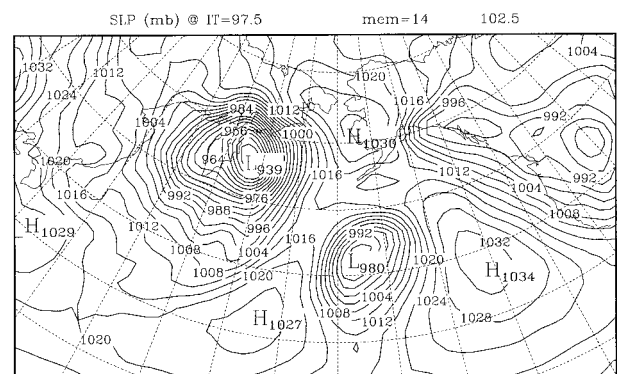 SLP (mb) @ IT=97.5 mem=14 102.5
1032 1012 1020 1004
1024 984 1012 1016 996
1004 992
1000
964 H1030
L939
1020 1016 1012 992
1016 992 976 1004
988 1008
1012 996 992
H1029 1016 1032
1008 1004 L980 1020 H1034
1008 1020
1004 1024
1008
H1027 1012 1028
1020